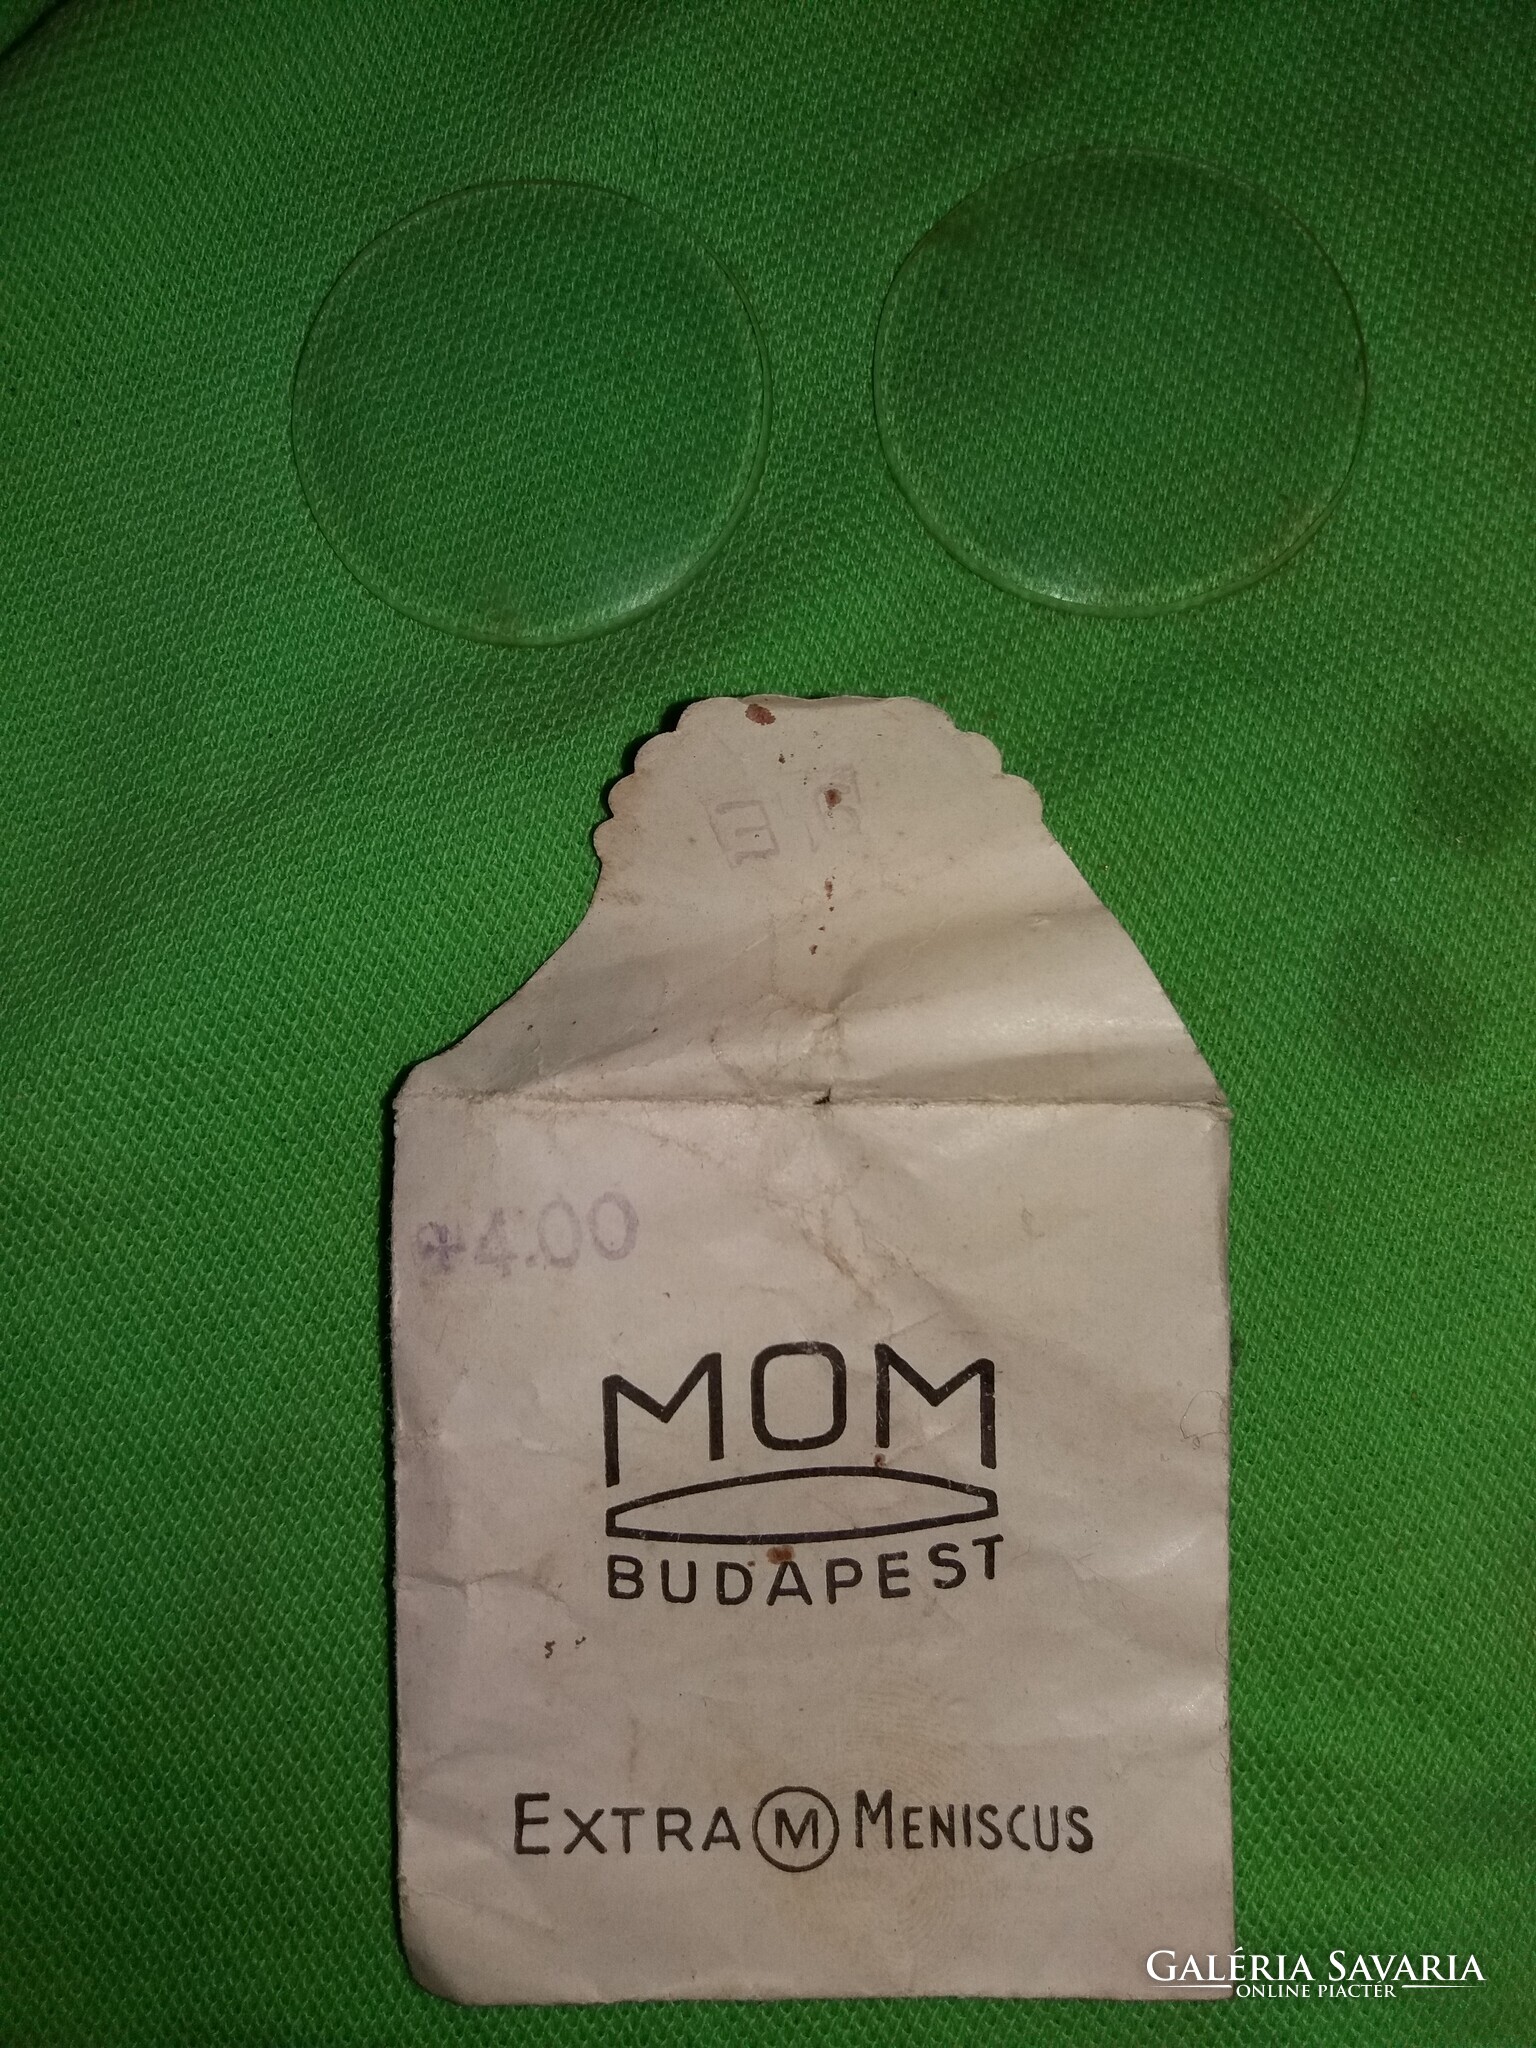 +4.00
MOM
BUDAPEST
EXTRA M MENISCUS
GALÉRIA SAVARIA
ONLINE PIACTÉR